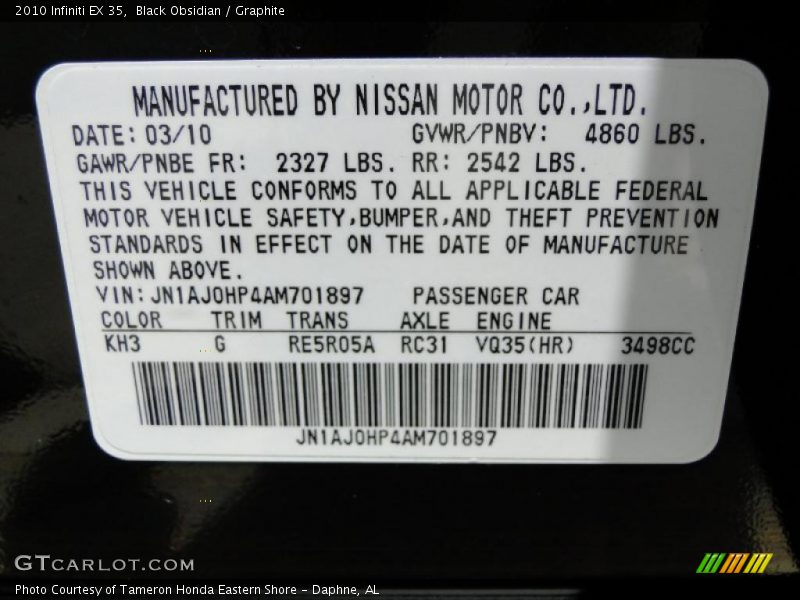 2010 Infiniti EX 35, Black Obsidian / Graphite
MANUFACTURED BY NISSAN MOTOR CO.,LTD.
DATE: 03/10 GVWR/PNBV: 4860 LBS.
GAWR/PNBE FR: 2327 LBS. RR: 2542 LBS.
THIS VEHICLE CONFORMS TO ALL APPLICABLE FEDERAL
MOTOR VEHICLE SAFETY,BUMPER,AND THEFT PREVENTION
STANDARDS IN EFFECT ON THE DATE OF MANUFACTURE
SHOWN ABOVE.
VIN: JN1AJ0HP4AM701897 PASSENGER CAR
COLOR TRIM TRANS AXLE ENGINE
KH3 G RE5R05A RC31 VQ35(HR) 3498CC
JN1AJ0HP4AM701897
GTCARLOT.COM
Photo Courtesy of Tameron Honda Eastern Shore - Daphne, AL